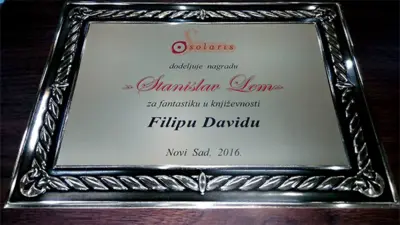 solaris
dodeljuje nagradu
»Stanislav Lem»
za fantastiku u književnosti
Filipu Davidu
Novi Sad, 2016.